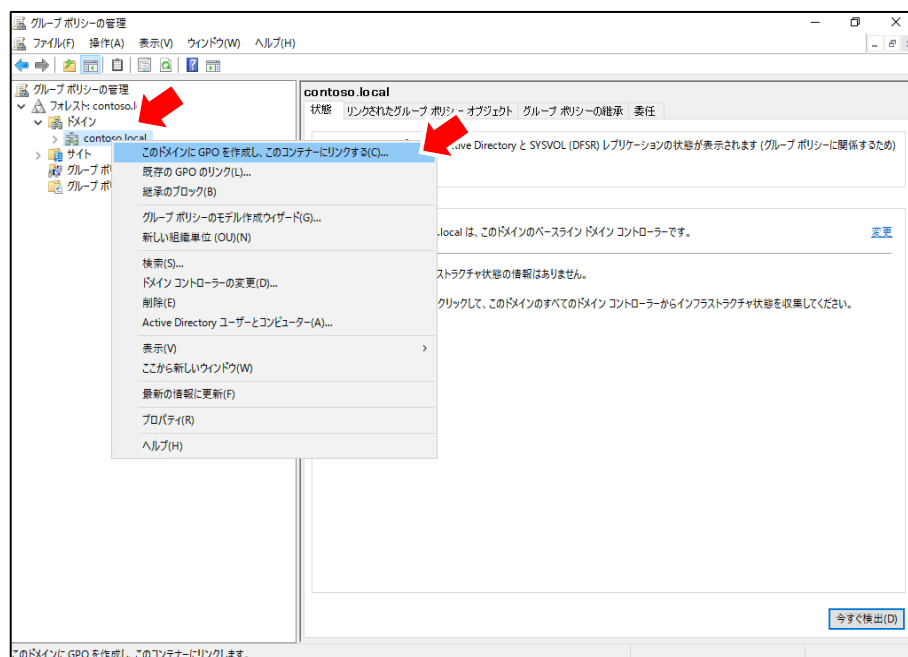 グループ ポリシーの管理
ファイル(F) 操作(A) 表示(V) ウィンドウ(W) ヘルプ(H)
グループ ポリシーの管理
フォレスト: contoso.l
ドメイン
contoso.local
サイト
グループ ポ
グループ ポ
contoso.local
状態 リンクされたグループ ポリシー オブジェクト グループ ポリシーの継承 委任
ctive Directory と SYSVOL (DFSR) レプリケーションの状態が表示されます (グループ ポリシーに関係するため)
.local は、このドメインのベースライン ドメイン コントローラーです。 変更
ストラクチャ状態の情報はありません。
クリックして、このドメインのすべてのドメイン コントローラーからインフラストラクチャ状態を収集してください。
このドメインに GPO を作成し、このコンテナーにリンクする(C)...
既存の GPO のリンク(L)...
継承のブロック(B)
グループ ポリシーのモデル作成ウィザード(G)...
新しい組織単位 (OU)(N)
検索(S)...
ドメイン コントローラーの変更(D)...
削除(E)
Active Directory ユーザーとコンピューター(A)...
表示(V)
ここから新しいウィンドウ(W)
最新の情報に更新(F)
プロパティ(R)
ヘルプ(H)
今すぐ検出(D)
このドメインに GPO を作成し、このコンテナーにリンクします。